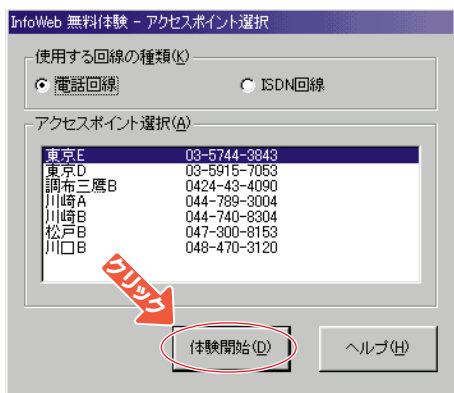 InfoWeb 無料体験 - アクセスポイント選択
使用する回線の種類(K)
電話回線 ISDN回線
アクセスポイント選択(A)
東京E 03-5744-3843
東京D 03-5915-7053
調布三鷹B 0424-43-4090
川崎A 044-789-3004
川崎B 044-740-8304
松戸B 047-300-8153
川口B 048-470-3120
クリック
体験開始(D) ヘルプ(H)